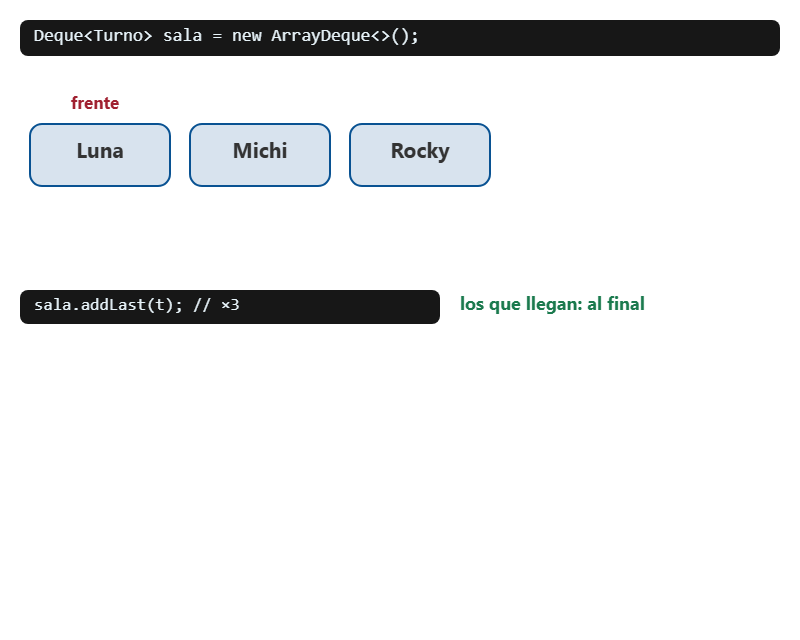 Deque<Turno> sala = new ArrayDeque<>();
frente
Luna Michi Rocky
sala.addLast(t); // ×3
los que llegan: al final